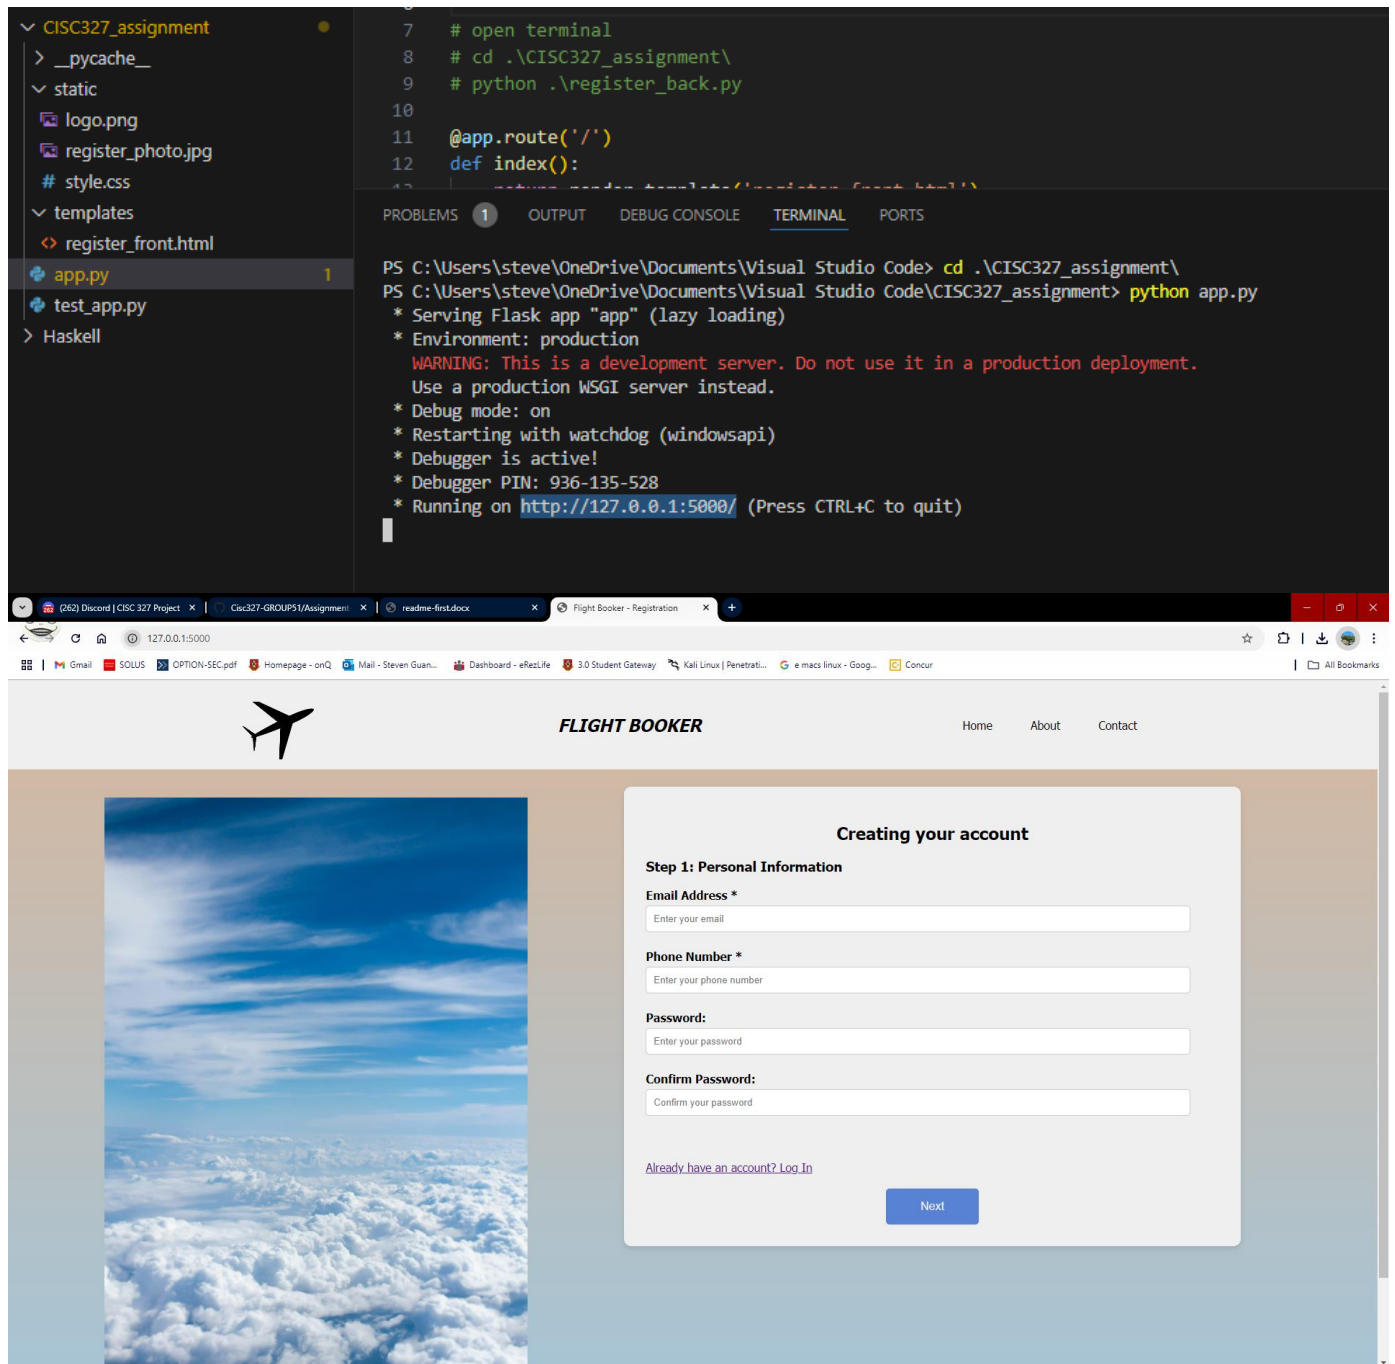 CISC327_assignment
__pycache__
static
logo.png
register_photo.jpg
# style.css
templates
<> register_front.html
app.py 1
test_app.py
Haskell
7 # open terminal
8 # cd .\CISC327_assignment\
9 # python .\register_back.py
10
11 @app.route('/')
12 def index():
PROBLEMS 1 OUTPUT DEBUG CONSOLE TERMINAL PORTS
PS C:\Users\steve\OneDrive\Documents\Visual Studio Code> cd .\CISC327_assignment\
PS C:\Users\steve\OneDrive\Documents\Visual Studio Code\CISC327_assignment> python app.py
* Serving Flask app "app" (lazy loading)
* Environment: production
WARNING: This is a development server. Do not use it in a production deployment.
Use a production WSGI server instead.
* Debug mode: on
* Restarting with watchdog (windowsapi)
* Debugger is active!
* Debugger PIN: 936-135-528
* Running on http://127.0.0.1:5000/ (Press CTRL+C to quit)
(262) Discord | CISC 327 Project Cisc327-GROUP51/Assignment readme-first.docx Flight Booker - Registration
127.0.0.1:5000
Gmail SOLUS OPTION-SEC.pdf Homepage - onQ Mail - Steven Guan... Dashboard - eRezLife 3.0 Student Gateway Kali Linux | Penetrati... e macs linux - Goog... Concur All Bookmarks
FLIGHT BOOKER
Home About Contact
Creating your account
Step 1: Personal Information
Email Address *
Enter your email
Phone Number *
Enter your phone number
Password:
Enter your password
Confirm Password:
Confirm your password
Already have an account? Log In
Next